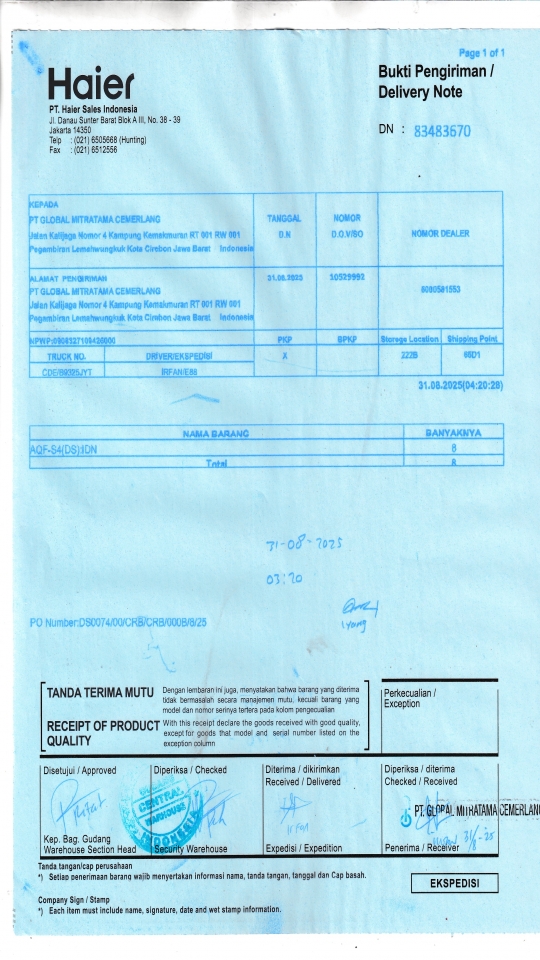 Page 1 of 1
Haier
Bukti Pengiriman /
Delivery Note
PT. Haier Sales Indonesia
Jl. Danau Sunter Barat Blok A III, No. 38 - 39
Jakarta 14350
Telp : (021) 6505668 (Hunting)
Fax : (021) 6512556
DN : 83483670
KEPADA
PT GLOBAL MITRATAMA CEMERLANG
Jalan Kalijaga Nomor 4 Kampung Kemakmuran RT 001 RW 001
Pegambiran Lemahwungkuk Kota Cirebon Jawa Barat Indonesia
TANGGAL
D.N
NOMOR
D.O.V/SO
NOMOR DEALER
ALAMAT PENGIRIMAN
PT GLOBAL MITRATAMA CEMERLANG
Jalan Kalijaga Nomor 4 Kampung Kemakmuran RT 001 RW 001
Pegambiran Lemahwungkuk Kota Cirebon Jawa Barat Indonesia
31.08.2025
10529992
PKP
BPKP
Storage Location
Shipping Point
TRUCK NO.
DRIVER/EKSPEDISI
X
222B
66D1
IRFAN/E88
31.08.2025(04:20:28)
NAMA BARANG
BANYAKNYA
AQF-S4(DS):IDN
8
Total
8
31-08-2025
03:20
Iyong
PO Number:DS0074/00/CRB/CRB/000B/8/25
TANDA TERIMA MUTU
Dengan lembaran ini juga, menyatakan bahwa barang yang diterima
tidak bermasalah secara manajemen mutu, kecuali barang yang
model dan nomor serinya tertera pada kolom pengecualian
RECEIPT OF PRODUCT
QUALITY
With this receipt declare the goods received with good quality,
except for goods that model and serial number listed on the
exception column
Perkecualian /
Exception
Disetujui / Approved
Diperiksa / Checked
Diterima / dikirimkan
Received / Delivered
Diperiksa / diterima
Checked / Received
CENTRAL
WAREHOUSE
INDONESIA
PT. GLOBAL MITRATAMA CEMERLANG
Kep. Bag. Gudang
Warehouse Section Head
Security Warehouse
Expedisi / Expedition
Penerima / Receiver
Tanda tangan/cap perusahaan
*) Setiap penerimaan barang wajib menyertakan informasi nama, tanda tangan, tanggal dan Cap basah.
EKSPEDISI
Company Sign / Stamp
*) Each item must include name, signature, date and wet stamp information.